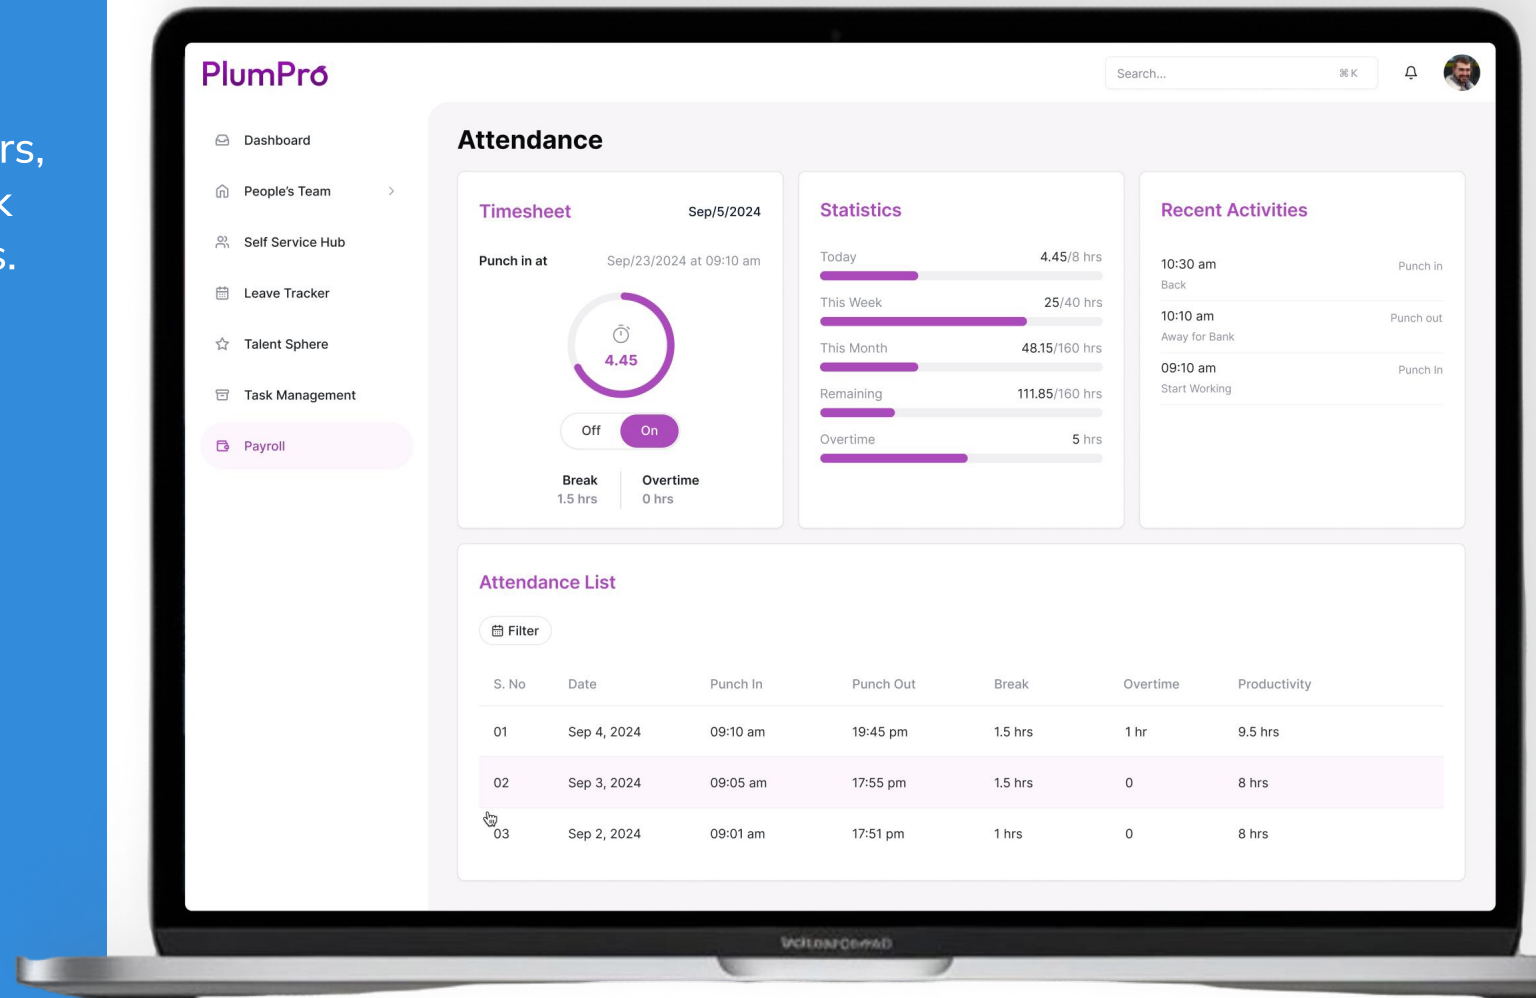 rs,
k
s.
PlumPro
Search... ⌘ K
Dashboard
People's Team
Self Service Hub
Leave Tracker
Talent Sphere
Task Management
Payroll
Attendance
Timesheet Sep/5/2024
Punch in at Sep/23/2024 at 09:10 am
4.45
Off On
Break Overtime
1.5 hrs 0 hrs
Statistics
Today 4.45/8 hrs
This Week 25/40 hrs
This Month 48.15/160 hrs
Remaining 111.85/160 hrs
Overtime 5 hrs
Recent Activities
10:30 am Punch in
Back
10:10 am Punch out
Away for Bank
09:10 am Punch In
Start Working
Attendance List
Filter
S. No Date Punch In Punch Out Break Overtime Productivity
01 Sep 4, 2024 09:10 am 19:45 pm 1.5 hrs 1 hr 9.5 hrs
02 Sep 3, 2024 09:05 am 17:55 pm 1.5 hrs 0 8 hrs
03 Sep 2, 2024 09:01 am 17:51 pm 1 hrs 0 8 hrs